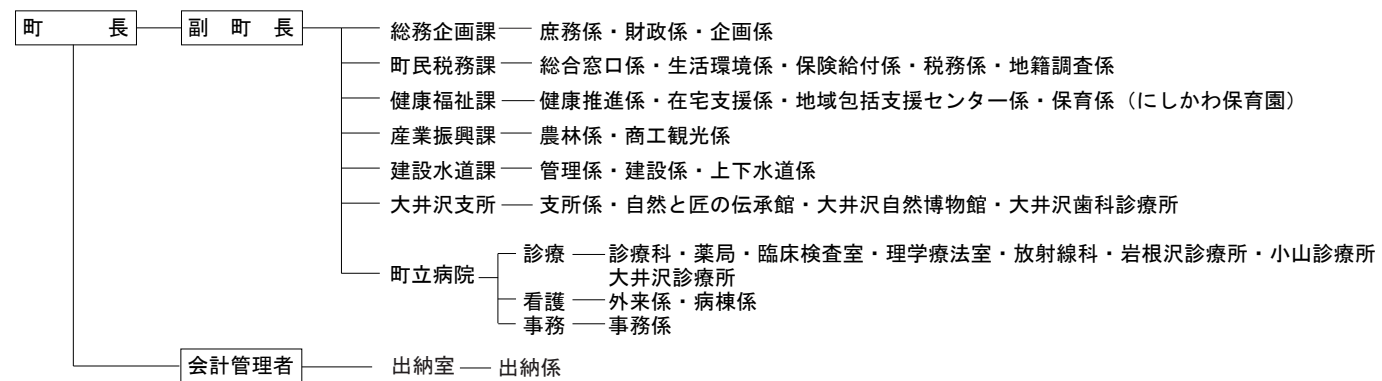 町長 副町長 総務企画課 庶務係・財政係・企画係
町民税務課 総合窓口係・生活環境係・保険給付係・税務係・地籍調査係
健康福祉課 健康推進係・在宅支援係・地域包括支援センター係・保育係（にしかわ保育園）
産業振興課 農林係・商工観光係
建設水道課 管理係・建設係・上下水道係
大井沢支所 支所係・自然と匠の伝承館・大井沢自然博物館・大井沢歯科診療所
町立病院 診療 診療科・薬局・臨床検査室・理学療法室・放射線科・岩根沢診療所・小山診療所
大井沢診療所
看護 外来係・病棟係
事務 事務係
会計管理者 出納室 出納係